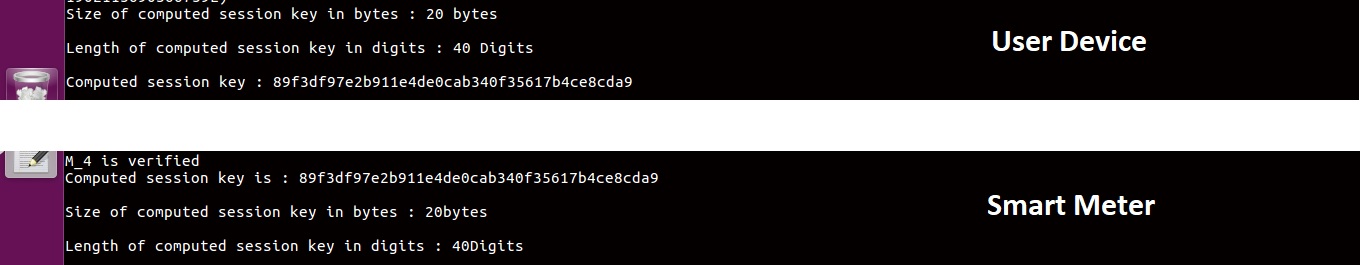 Size of computed session key in bytes : 20 bytes
Length of computed session key in digits : 40 Digits
User Device
Computed session key : 89f3df97e2b911e4de0cab340f35617b4ce8cda9
M_4 is verified
Computed session key is : 89f3df97e2b911e4de0cab340f35617b4ce8cda9
Smart Meter
Size of computed session key in bytes : 20bytes
Length of computed session key in digits : 40Digits